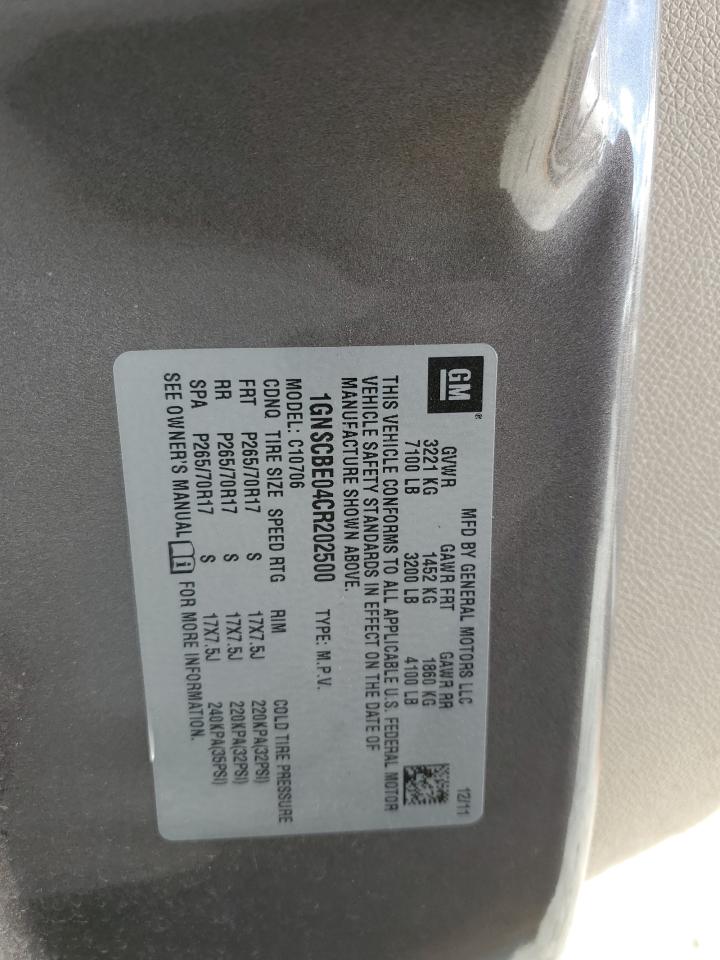 GM ®
MFD BY GENERAL MOTORS LLC 12/11
GVWR GAWR FRT GAWR RR
3221 KG 1452 KG 1860 KG
7100 LB 3200 LB 4100 LB
THIS VEHICLE CONFORMS TO ALL APPLICABLE U.S. FEDERAL MOTOR
VEHICLE SAFETY STANDARDS IN EFFECT ON THE DATE OF
MANUFACTURE SHOWN ABOVE.
1GNSCBE04CR202500 TYPE: M.P.V.
MODEL: C10706
CDNQ TIRE SIZE SPEED RTG RIM COLD TIRE PRESSURE
FRT P265/70R17 S 17X7.5J 220KPA(32PSI)
RR P265/70R17 S 17X7.5J 220KPA(32PSI)
SPA P265/70R17 S 17X7.5J 240KPA(35PSI)
SEE OWNER'S MANUAL i FOR MORE INFORMATION.